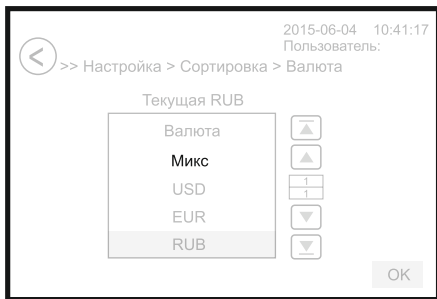 2015-06-04 10:41:17
Пользователь:
<
>> Настройка > Сортировка > Валюта
Текущая RUB
Валюта
Микс
USD
EUR
RUB
1
1
OK